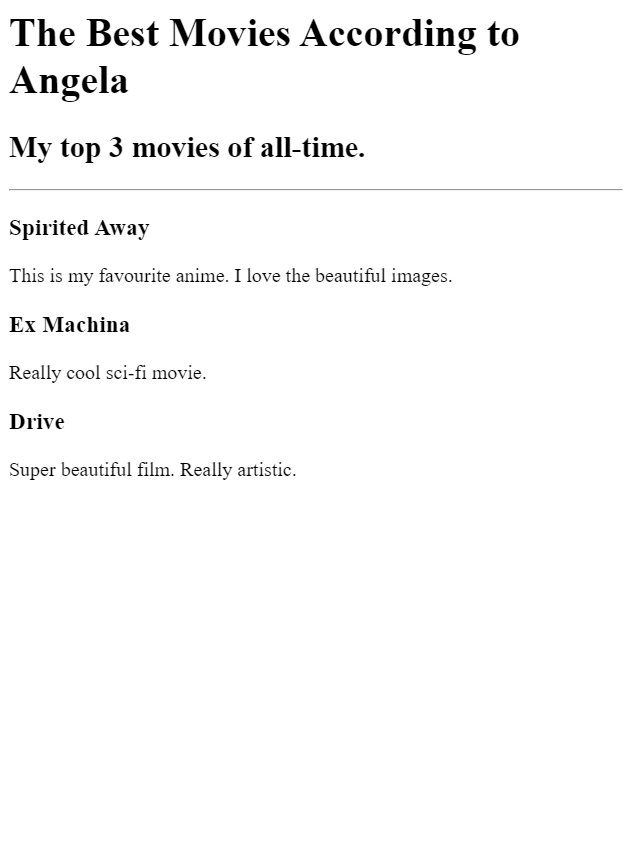 The Best Movies According to
Angela
My top 3 movies of all-time.
Spirited Away
This is my favourite anime. I love the beautiful images.
Ex Machina
Really cool sci-fi movie.
Drive
Super beautiful film. Really artistic.